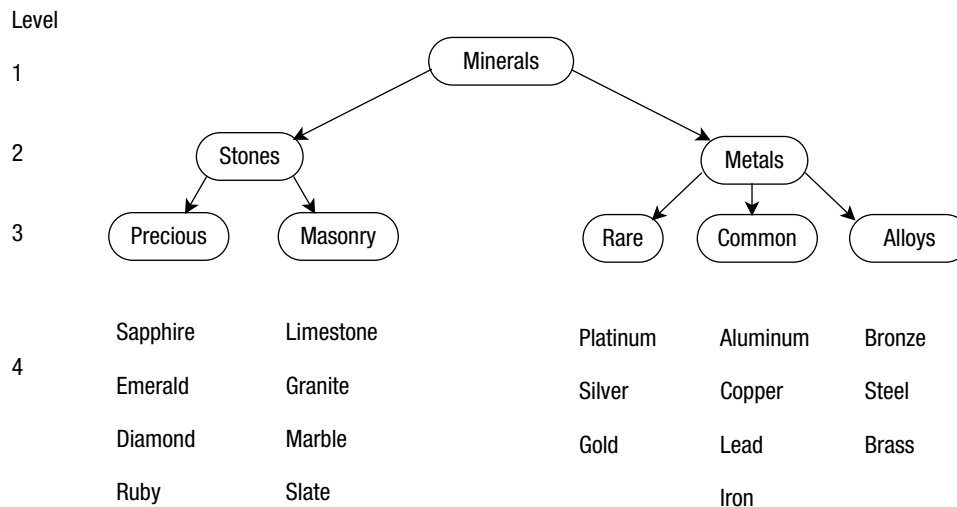 Level
1 Minerals
2 Stones Metals
3 Precious Masonry Rare Common Alloys
4
Sapphire Limestone Platinum Aluminum Bronze
Emerald Granite Silver Copper Steel
Diamond Marble Gold Lead Brass
Ruby Slate Iron